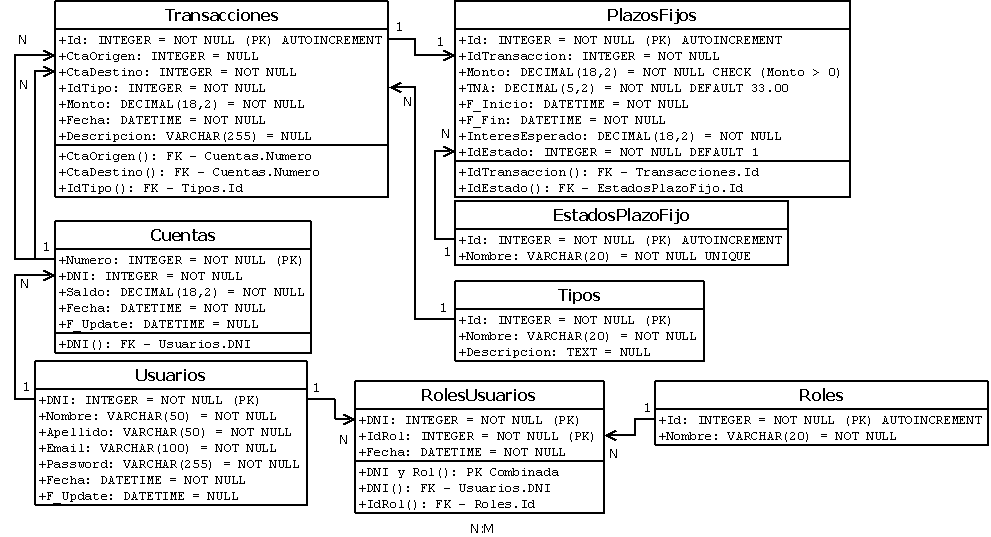 Transacciones
+Id: INTEGER = NOT NULL (PK) AUTOINCREMENT
+CtaOrigen: INTEGER = NULL
+CtaDestino: INTEGER = NOT NULL
+IdTipo: INTEGER = NOT NULL
+Monto: DECIMAL(18,2) = NOT NULL
+Fecha: DATETIME = NOT NULL
+Descripcion: VARCHAR(255) = NULL
+CtaOrigen(): FK - Cuentas.Numero
+CtaDestino(): FK - Cuentas.Numero
+IdTipo(): FK - Tipos.Id
N
N
1
1
N
PlazosFijos
+Id: INTEGER = NOT NULL (PK) AUTOINCREMENT
+IdTransaccion: INTEGER = NOT NULL
+Monto: DECIMAL(18,2) = NOT NULL CHECK (Monto > 0)
+TNA: DECIMAL(5,2) = NOT NULL DEFAULT 33.00
+F_Inicio: DATETIME = NOT NULL
+F_Fin: DATETIME = NOT NULL
+InteresEsperado: DECIMAL(18,2) = NOT NULL
+IdEstado: INTEGER = NOT NULL DEFAULT 1
+IdTransaccion(): FK - Transacciones.Id
+IdEstado(): FK - EstadosPlazoFijo.Id
N
EstadosPlazoFijo
+Id: INTEGER = NOT NULL (PK) AUTOINCREMENT
+Nombre: VARCHAR(20) = NOT NULL UNIQUE
1
Cuentas
+Numero: INTEGER = NOT NULL (PK)
+DNI: INTEGER = NOT NULL
+Saldo: DECIMAL(18,2) = NOT NULL
+Fecha: DATETIME = NOT NULL
+F_Update: DATETIME = NULL
+DNI(): FK - Usuarios.DNI
1
N
Tipos
+Id: INTEGER = NOT NULL (PK)
+Nombre: VARCHAR(20) = NOT NULL
+Descripcion: TEXT = NULL
1
Usuarios
+DNI: INTEGER = NOT NULL (PK)
+Nombre: VARCHAR(50) = NOT NULL
+Apellido: VARCHAR(50) = NOT NULL
+Email: VARCHAR(100) = NOT NULL
+Password: VARCHAR(255) = NOT NULL
+Fecha: DATETIME = NOT NULL
+F_Update: DATETIME = NULL
1
1
N
RolesUsuarios
+DNI: INTEGER = NOT NULL (PK)
+IdRol: INTEGER = NOT NULL (PK)
+Fecha: DATETIME = NOT NULL
+DNI y Rol(): PK Combinada
+DNI(): FK - Usuarios.DNI
+IdRol(): FK - Roles.Id
N:M
N
1
Roles
+Id: INTEGER = NOT NULL (PK) AUTOINCREMENT
+Nombre: VARCHAR(20) = NOT NULL